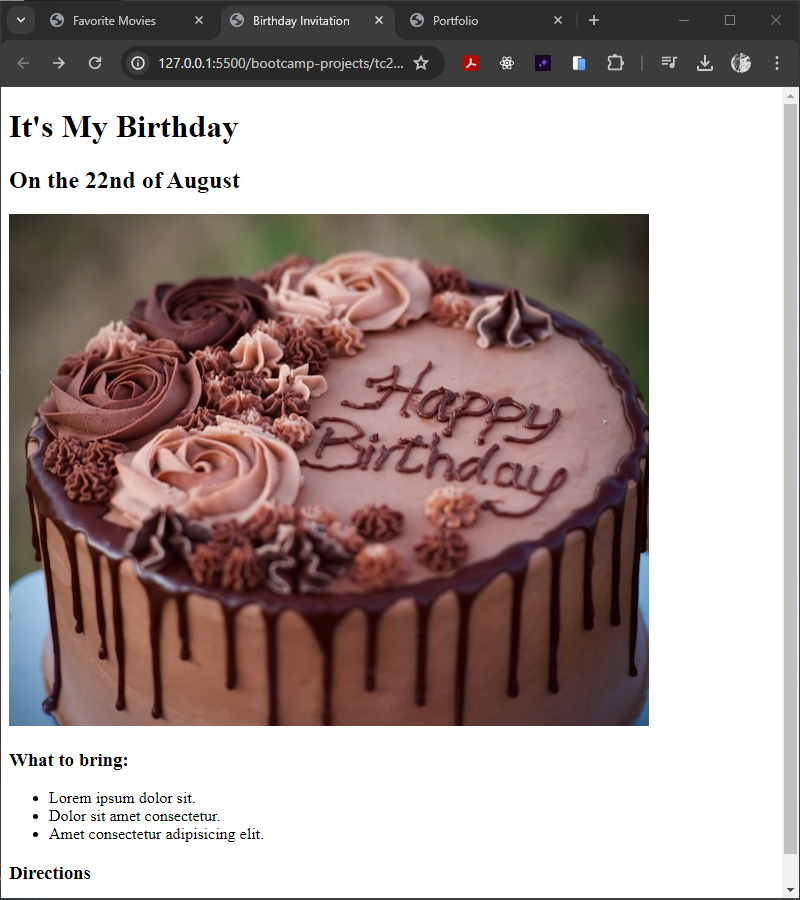 Favorite Movies
Birthday Invitation
Portfolio
127.0.0.1:5500/bootcamp-projects/tc2...
It's My Birthday
On the 22nd of August
Happy
Birthday
What to bring:
Lorem ipsum dolor sit.
Dolor sit amet consectetur.
Amet consectetur adipisicing elit.
Directions